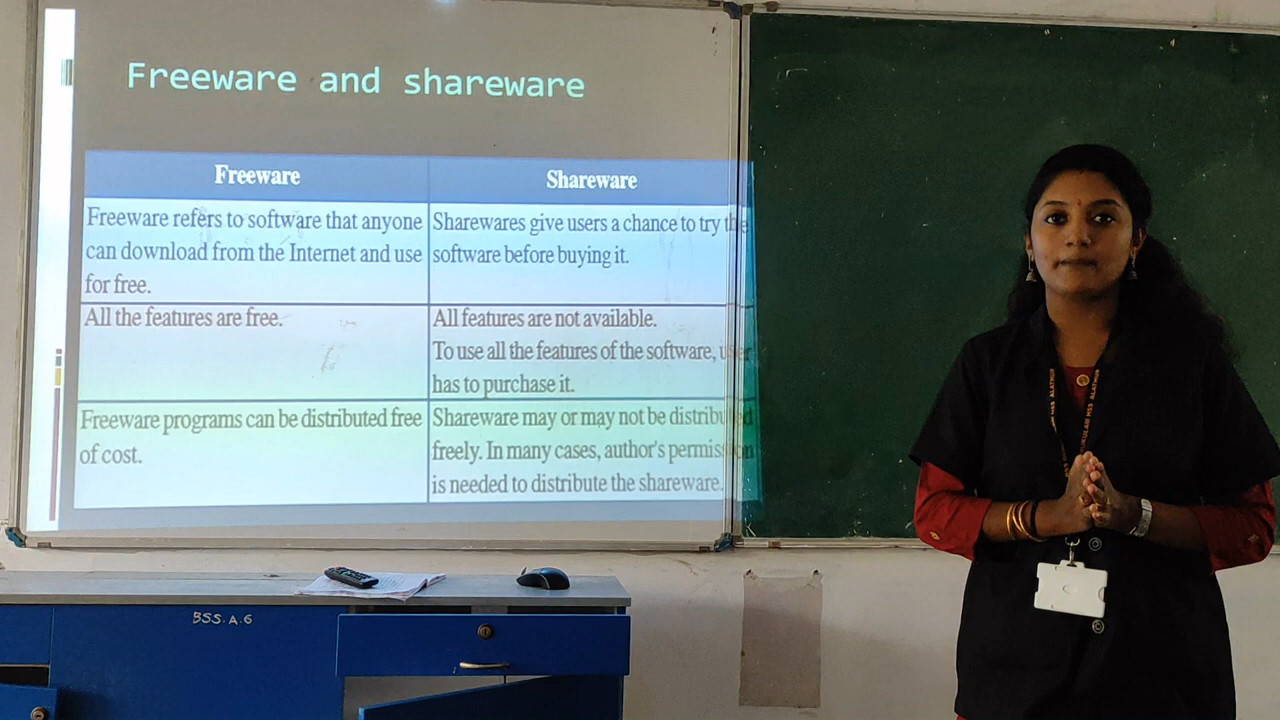 Freeware and shareware
Freeware
Shareware
Freeware refers to software that anyone
can download from the Internet and use
for free.
Sharewares give users a chance to try the
software before buying it.
All the features are free.
All features are not available.
To use all the features of the software, user
has to purchase it.
Freeware programs can be distributed free
of cost.
Shareware may or may not be distributed
freely. In many cases, author's permission
is needed to distribute the shareware.
BSS.A.6
ALATHUR
KULAM MSS ALATHUR